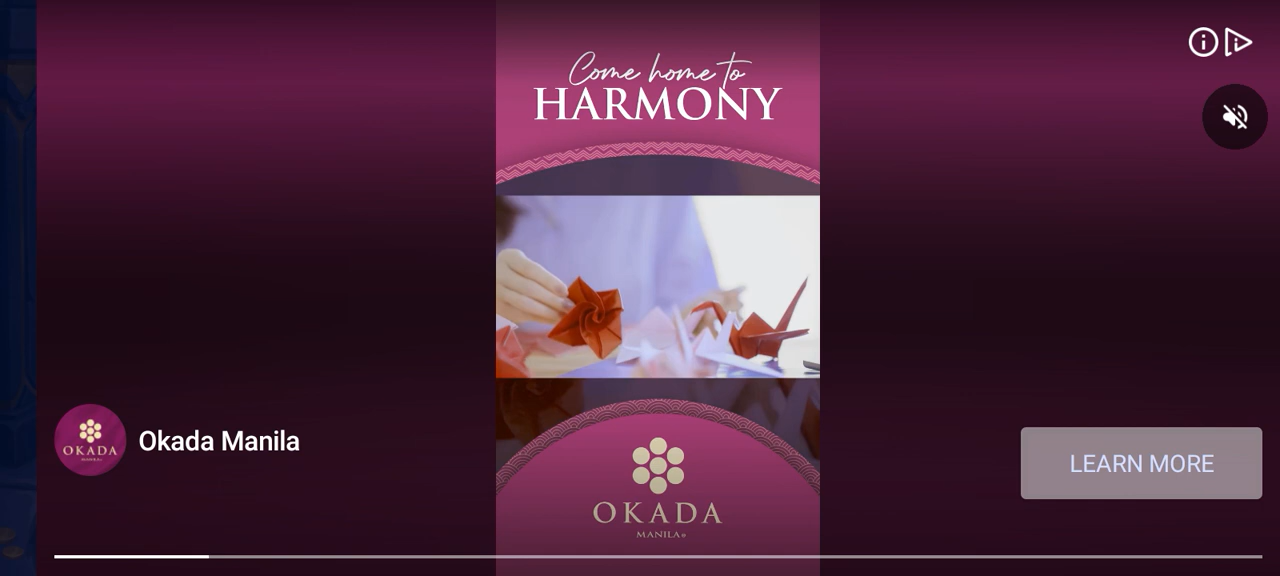 Come home to
HARMONY
OKADA
MANILA
Okada Manila
LEARN MORE
OKADA
MANILA®